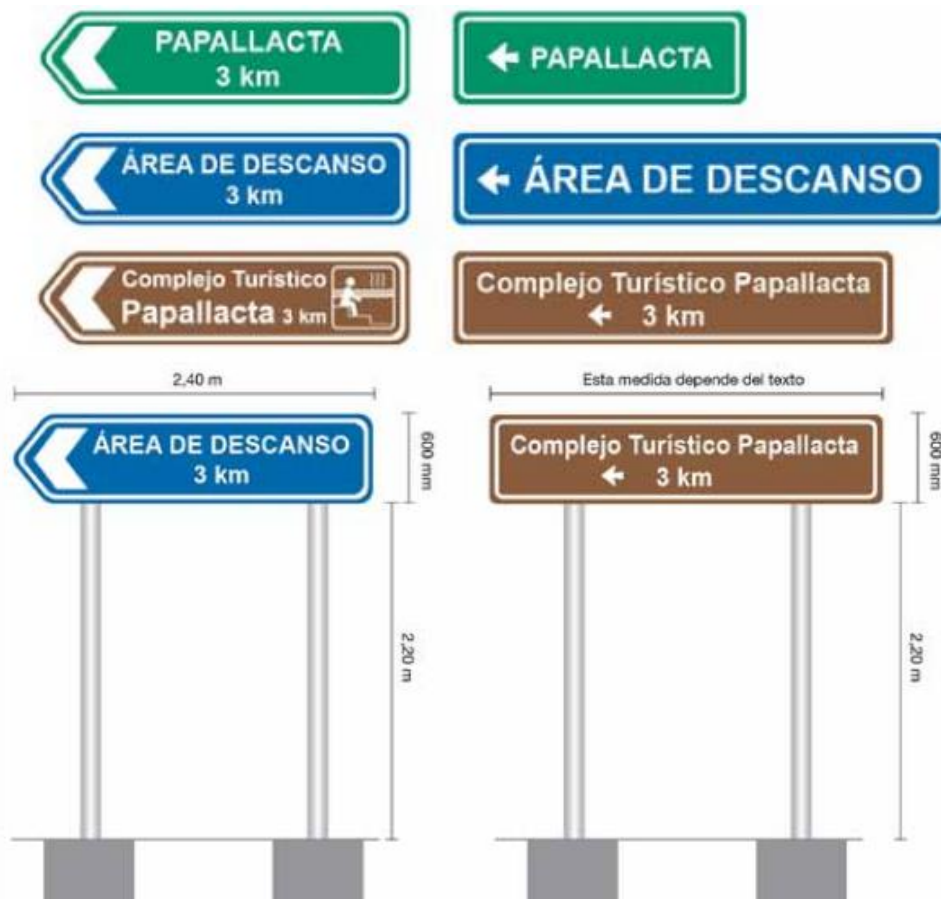 PAPALLACTA
3 km
PAPALLACTA
ÁREA DE DESCANSO
3 km
ÁREA DE DESCANSO
Complejo Turístico
Papallacta 3 km
Complejo Turístico Papallacta
3 km
2,40 m
Esta medida depende del texto
ÁREA DE DESCANSO
3 km
600 mm
Complejo Turístico Papallacta
3 km
600 mm
2,20 m
2,20 m